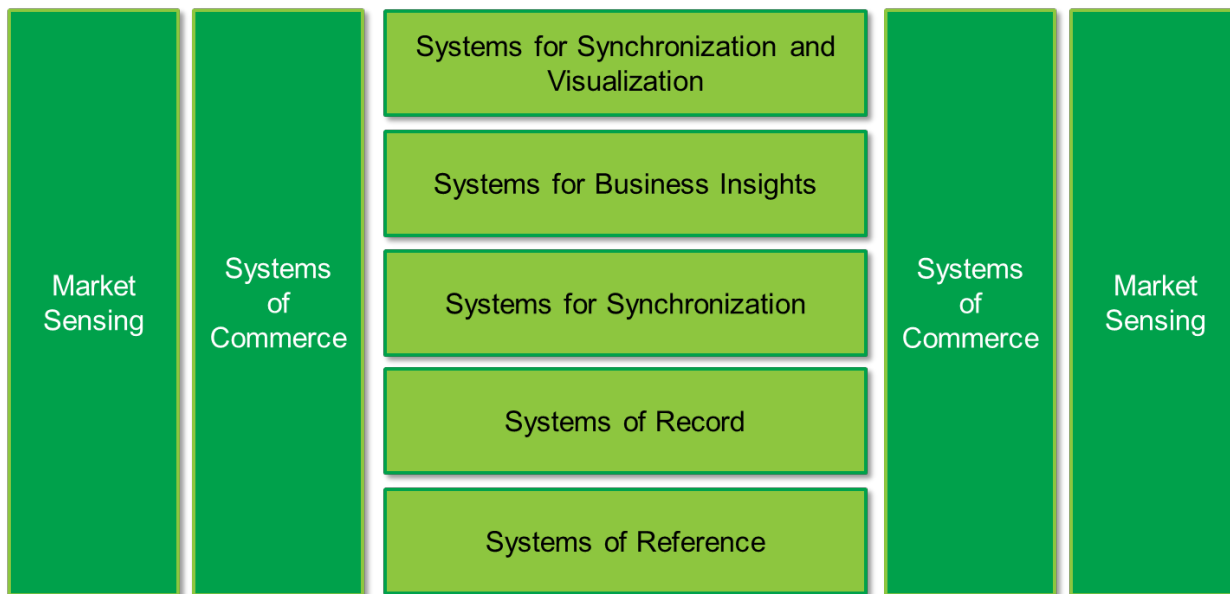 Market
Sensing
Systems
of
Commerce
Systems for Synchronization and
Visualization
Systems for Business Insights
Systems for Synchronization
Systems of Record
Systems of Reference
Systems
of
Commerce
Market
Sensing